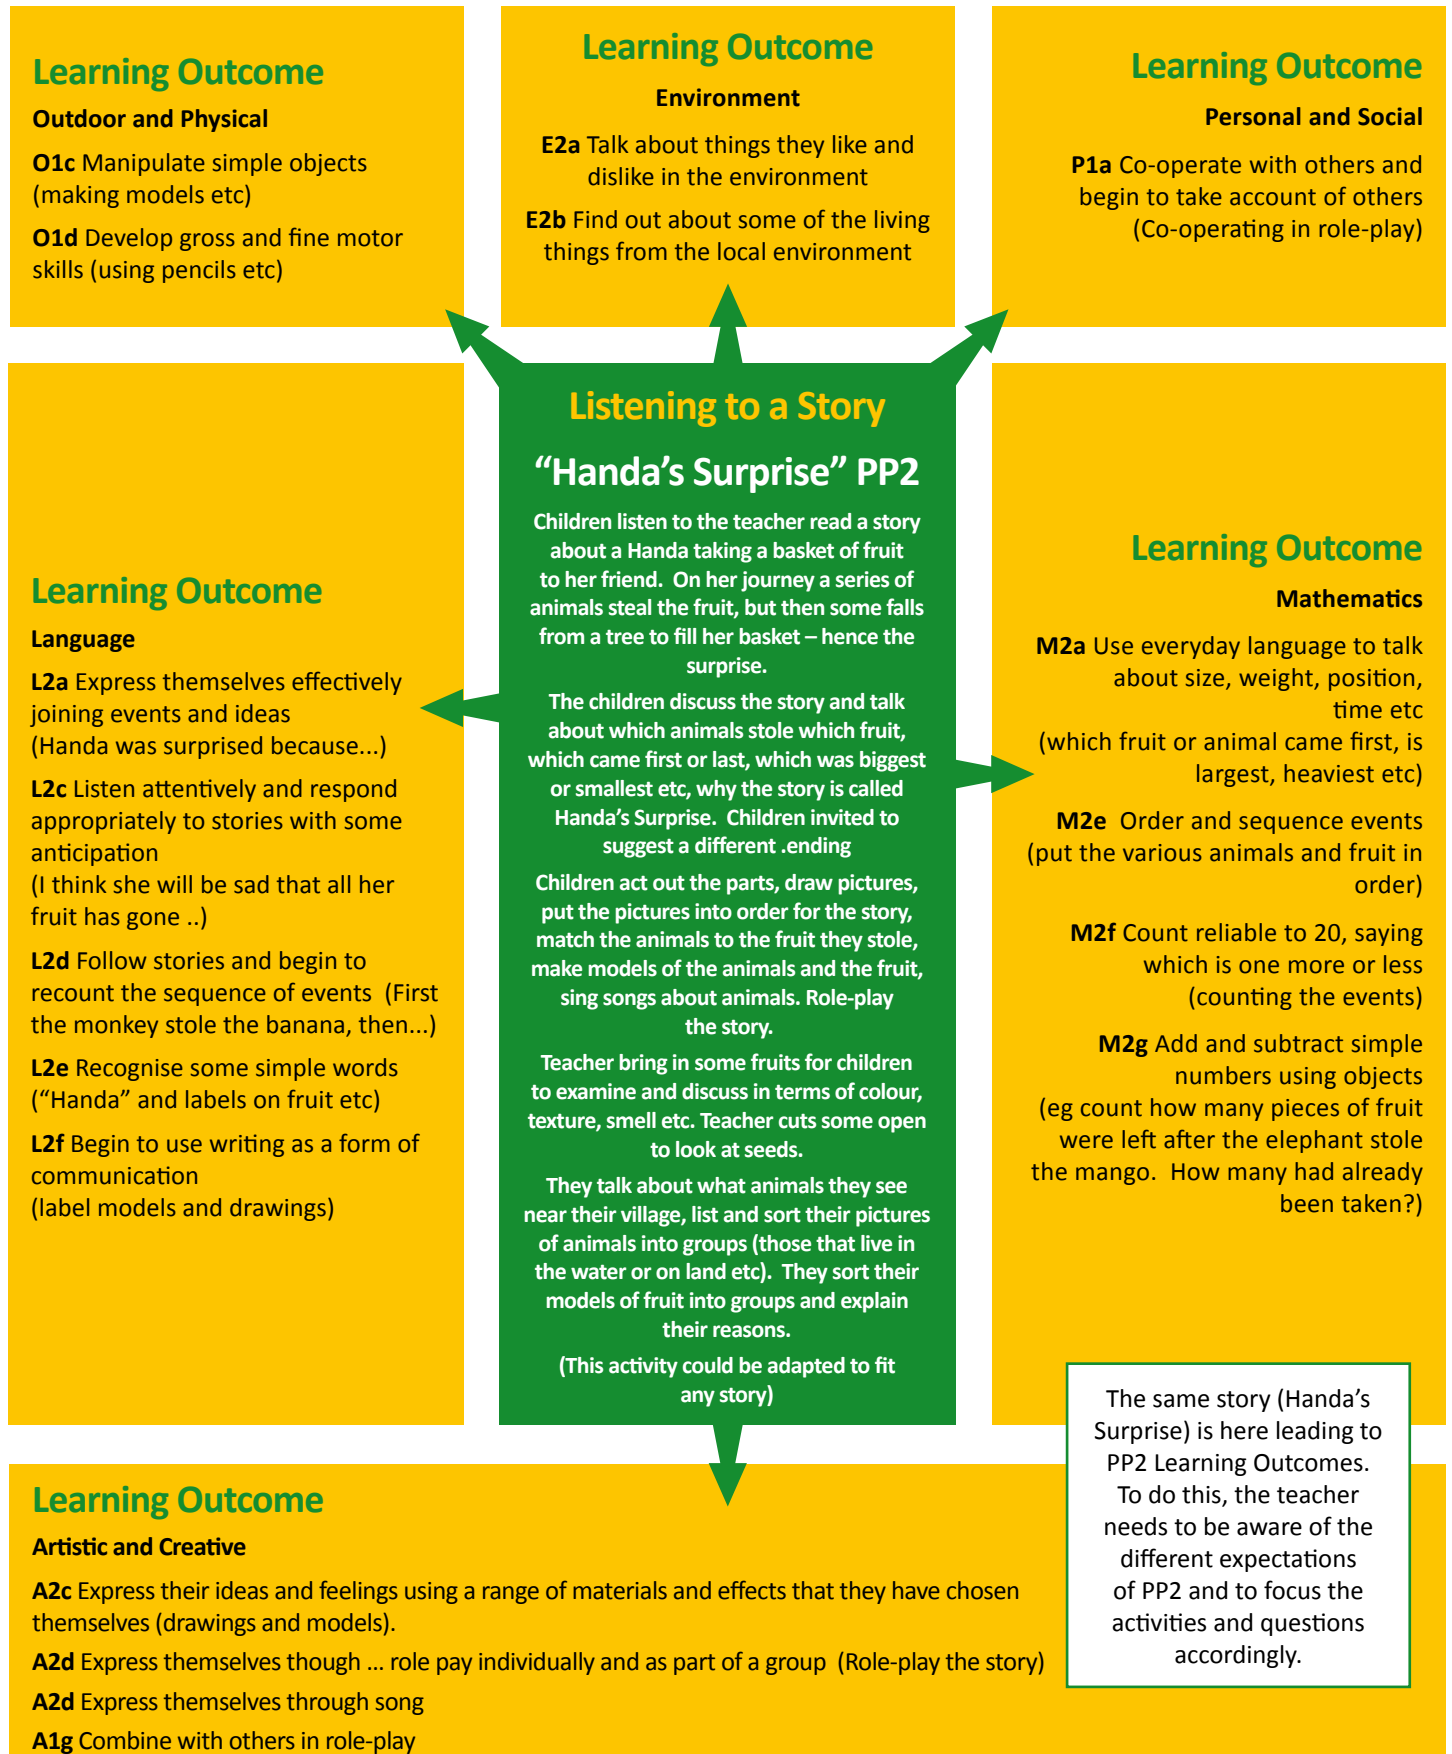 Learning Outcome
Outdoor and Physical
O1c Manipulate simple objects
(making models etc)
O1d Develop gross and fine motor
skills (using pencils etc)
Learning Outcome
Environment
E2a Talk about things they like and
dislike in the environment
E2b Find out about some of the living
things from the local environment
Learning Outcome
Personal and Social
P1a Co-operate with others and
begin to take account of others
(Co-operating in role-play)
Learning Outcome
Language
L2a Express themselves effectively
joining events and ideas
(Handa was surprised because...)
L2c Listen attentively and respond
appropriately to stories with some
anticipation
(I think she will be sad that all her
fruit has gone ..)
L2d Follow stories and begin to
recount the sequence of events (First
the monkey stole the banana, then...)
L2e Recognise some simple words
(“Handa” and labels on fruit etc)
L2f Begin to use writing as a form of
communication
(label models and drawings)
Listening to a Story
“Handa’s Surprise” PP2
Children listen to the teacher read a story
about a Handa taking a basket of fruit
to her friend. On her journey a series of
animals steal the fruit, but then some falls
from a tree to fill her basket – hence the
surprise.
The children discuss the story and talk
about which animals stole which fruit,
which came first or last, which was biggest
or smallest etc, why the story is called
Handa’s Surprise. Children invited to
suggest a different .ending
Children act out the parts, draw pictures,
put the pictures into order for the story,
match the animals to the fruit they stole,
make models of the animals and the fruit,
sing songs about animals. Role-play
the story.
Teacher bring in some fruits for children
to examine and discuss in terms of colour,
texture, smell etc. Teacher cuts some open
to look at seeds.
They talk about what animals they see
near their village, list and sort their pictures
of animals into groups (those that live in
the water or on land etc). They sort their
models of fruit into groups and explain
their reasons.
(This activity could be adapted to fit
any story)
Learning Outcome
Mathematics
M2a Use everyday language to talk
about size, weight, position,
time etc
(which fruit or animal came first, is
largest, heaviest etc)
M2e Order and sequence events
(put the various animals and fruit in
order)
M2f Count reliable to 20, saying
which is one more or less
(counting the events)
M2g Add and subtract simple
numbers using objects
(eg count how many pieces of fruit
were left after the elephant stole
the mango. How many had already
been taken?)
The same story (Handa’s
Surprise) is here leading to
PP2 Learning Outcomes.
To do this, the teacher
needs to be aware of the
different expectations
of PP2 and to focus the
activities and questions
accordingly.
Learning Outcome
Artistic and Creative
A2c Express their ideas and feelings using a range of materials and effects that they have chosen
themselves (drawings and models).
A2d Express themselves though ... role pay individually and as part of a group (Role-play the story)
A2d Express themselves through song
A1g Combine with others in role-play